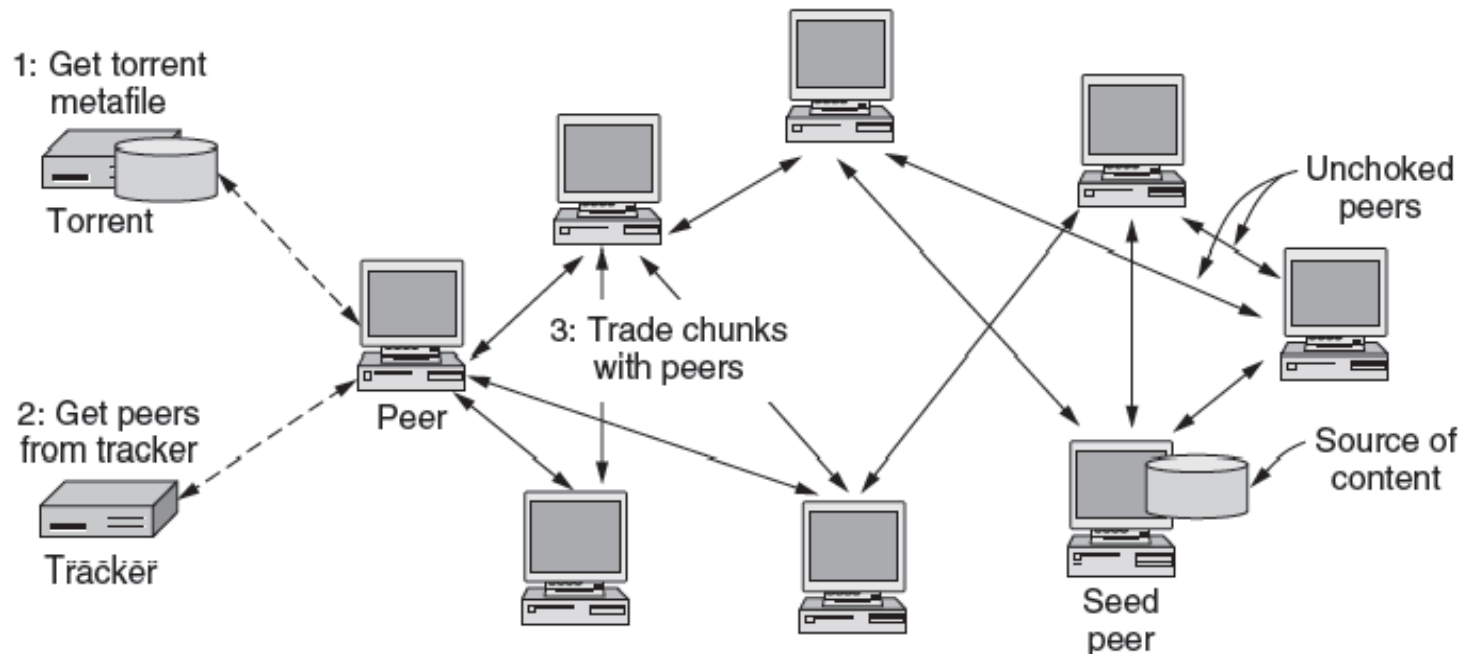 1: Get torrent
metafile
Torrent
2: Get peers
from tracker
Tracker
Peer
3: Trade chunks
with peers
Unchoked
peers
Source of
content
Seed
peer